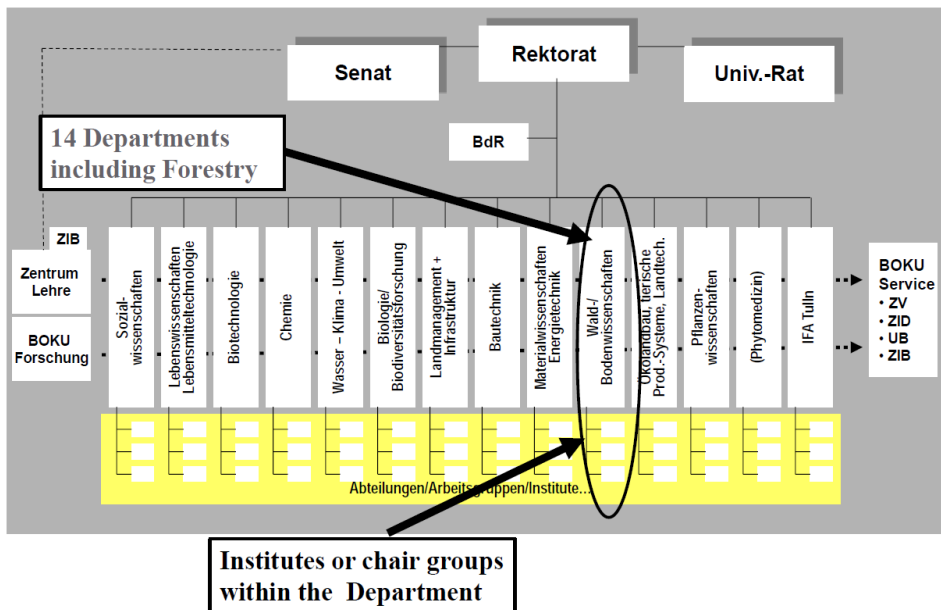 Senat
Rektorat
Univ.-Rat
14 Departments
including Forestry
BdR
ZIB
Zentrum
Lehre
BOKU
Forschung
Sozial-
wissenschaften
Lebenswissenschaften
Lebensmitteltechnologie
Biotechnologie
Chemie
Wasser – Klima - Umwelt
Biologie/
Biodiversitätsforschung
Landmanagement +
Infrastruktur
Bautechnik
Materialwissenschaften
Energietechnik
Wald-/
Bodenwissenschaften
Ökolandbau, tierische
Prod.-Systeme, Landtech.
Pflanzen-
wissenschaften
(Phytomedizin)
IFA Tulln
BOKU
Service
• ZV
• ZID
• UB
• ZIB
Abteilungen/Arbeitsgruppen/Institute...
Institutes or chair groups
within the Department